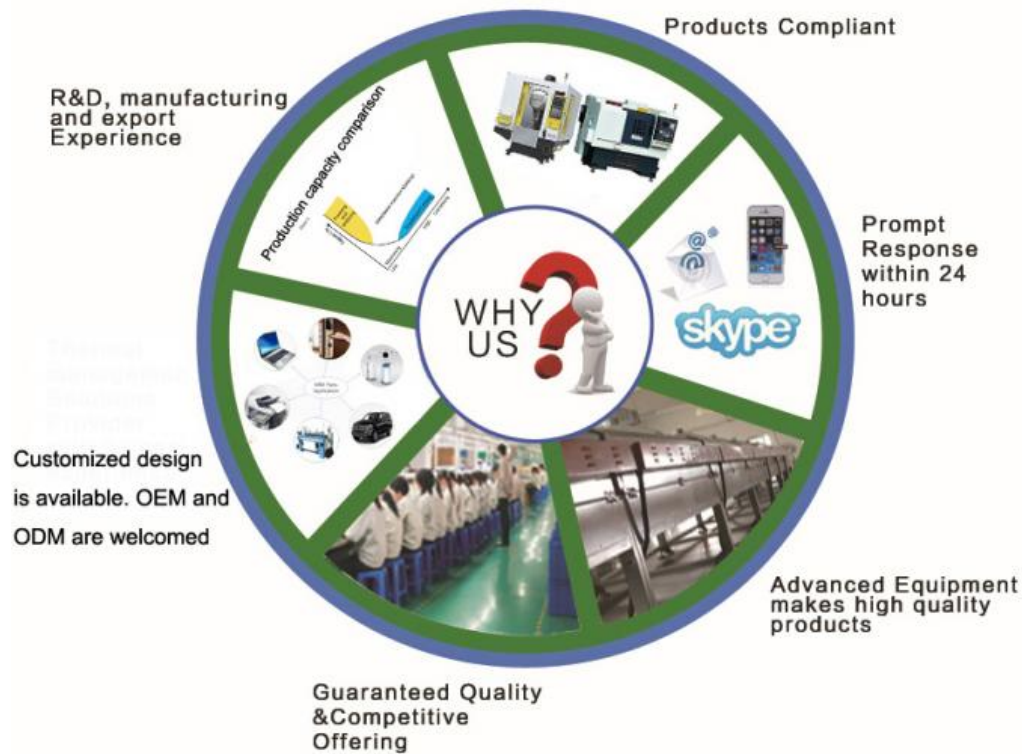 Products Compliant
R&D, manufacturing
and export
Experience
Production capacity comparison
Prompt
Response
within 24
hours
skype
WHY
US
Customized design
is available. OEM and
ODM are welcomed
Advanced Equipment
makes high quality
products
Guaranteed Quality
&Competitive
Offering